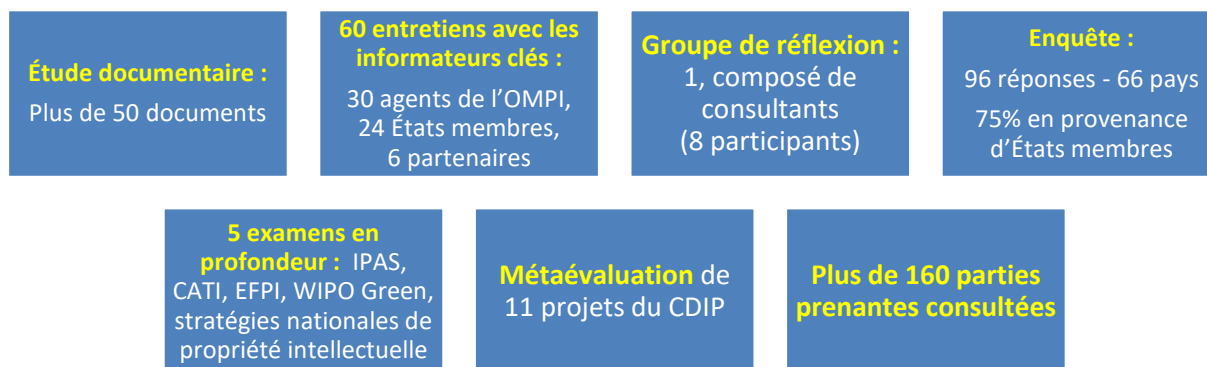 Étude documentaire :
Plus de 50 documents
60 entretiens avec les
informateurs clés :
30 agents de l’OMPI,
24 États membres,
6 partenaires
Groupe de réflexion :
1, composé de
consultants
(8 participants)
Enquête :
96 réponses - 66 pays
75% en provenance
d’États membres
5 examens en
profondeur : IPAS,
CATI, EFPI, WIPO Green,
stratégies nationales de
propriété intellectuelle
Métaévaluation de
11 projets du CDIP
Plus de 160 parties
prenantes consultées